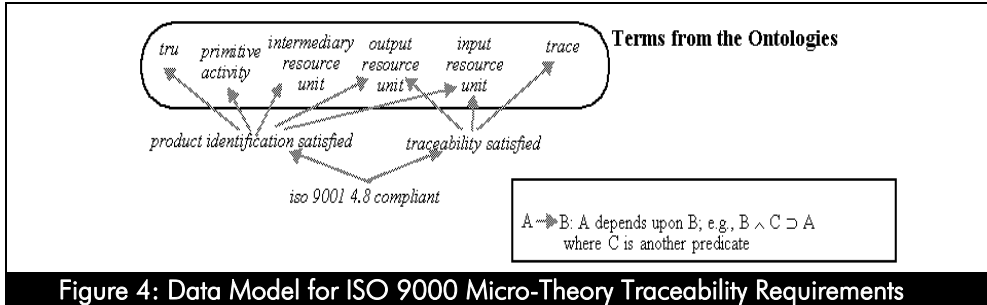 Terms from the Ontologies
tru
primitive
activity
intermediary
resource
unit
output
resource
unit
input
resource
unit
trace
product identification satisfied
traceability satisfied
iso 9001 4.8 compliant
A → B: A depends upon B; e.g., B ∧ C ⊃ A
where C is another predicate
Figure 4: Data Model for ISO 9000 Micro-Theory Traceability Requirements